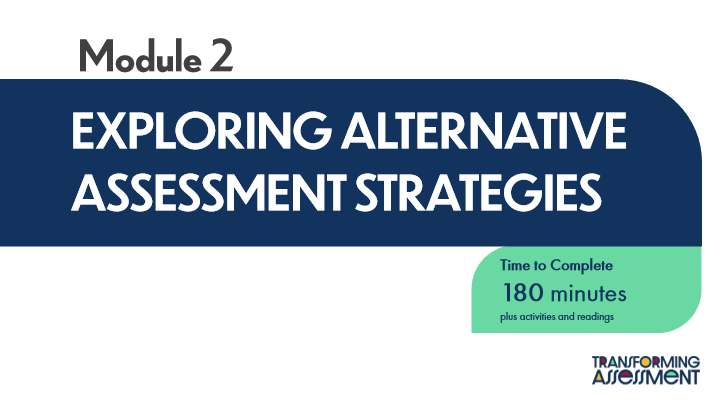 Module 2
EXPLORING ALTERNATIVE
ASSESSMENT STRATEGIES
Time to Complete
180 minutes
plus activities and readings
TRANSFORMING
ASSESSMENT